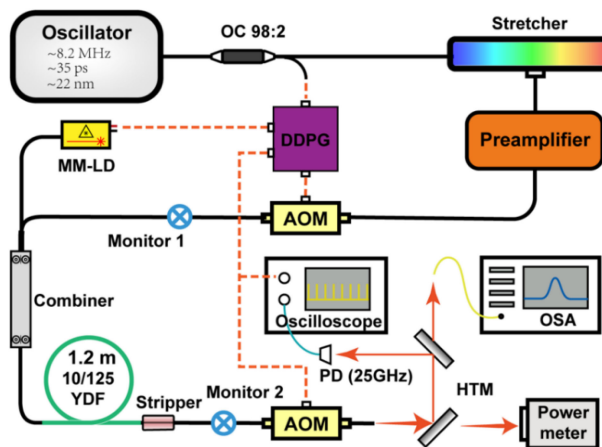 Oscillator
~8.2 MHz
~35 ps
~22 nm
OC 98:2
Stretcher
MM-LD
DDPG
Preamplifier
Monitor 1
AOM
Combiner
Oscilloscope
OSA
1.2 m
10/125
YDF
Stripper
Monitor 2
AOM
PD (25GHz)
HTM
Power
meter